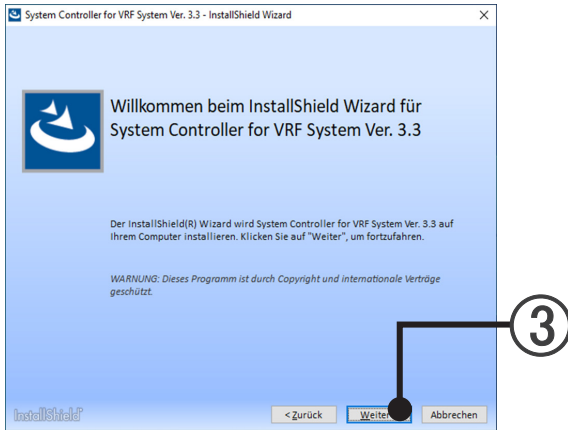 System Controller for VRF System Ver. 3.3 - InstallShield Wizard
Willkommen beim InstallShield Wizard für
System Controller for VRF System Ver. 3.3
Der InstallShield(R) Wizard wird System Controller for VRF System Ver. 3.3 auf
Ihrem Computer installieren. Klicken Sie auf "Weiter", um fortzufahren.
WARNUNG: Dieses Programm ist durch Copyright und internationale Verträge
geschützt.
3
InstallShield
< Zurück Weiter Abbrechen